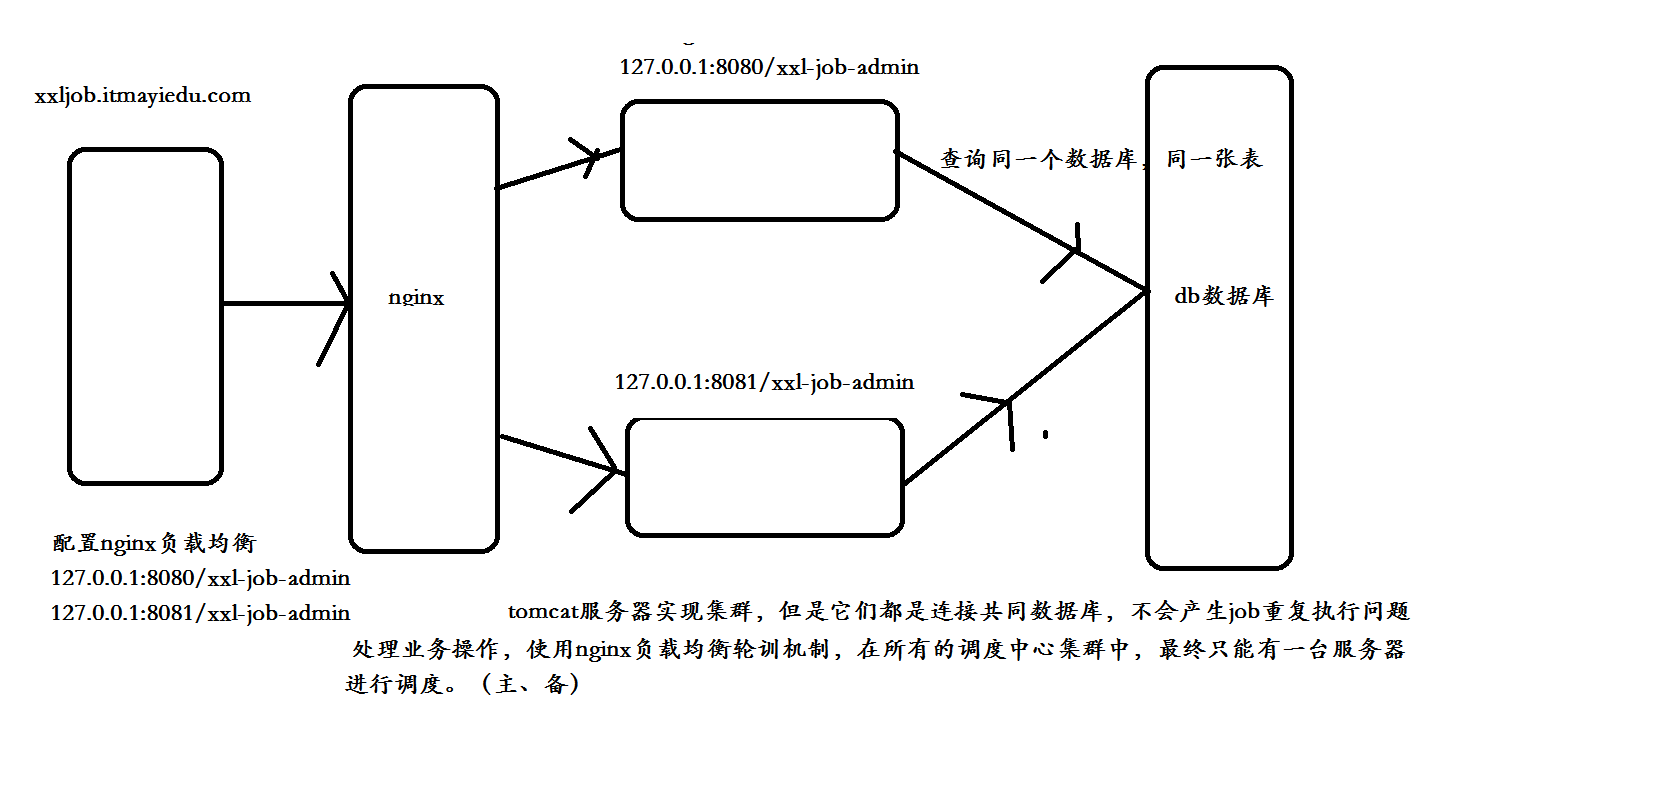 127.0.0.1:8080/xxl-job-admin
xxljob.itmayiedu.com
查询同一个数据库，同一张表
nginx
db数据库
127.0.0.1:8081/xxl-job-admin
配置nginx负载均衡
127.0.0.1:8080/xxl-job-admin
127.0.0.1:8081/xxl-job-admin
tomcat服务器实现集群，但是它们都是连接共同数据库，不会产生job重复执行问题
处理业务操作，使用nginx负载均衡轮训机制，在所有的调度中心集群中，最终只能有一台服务器
进行调度。（主、备）